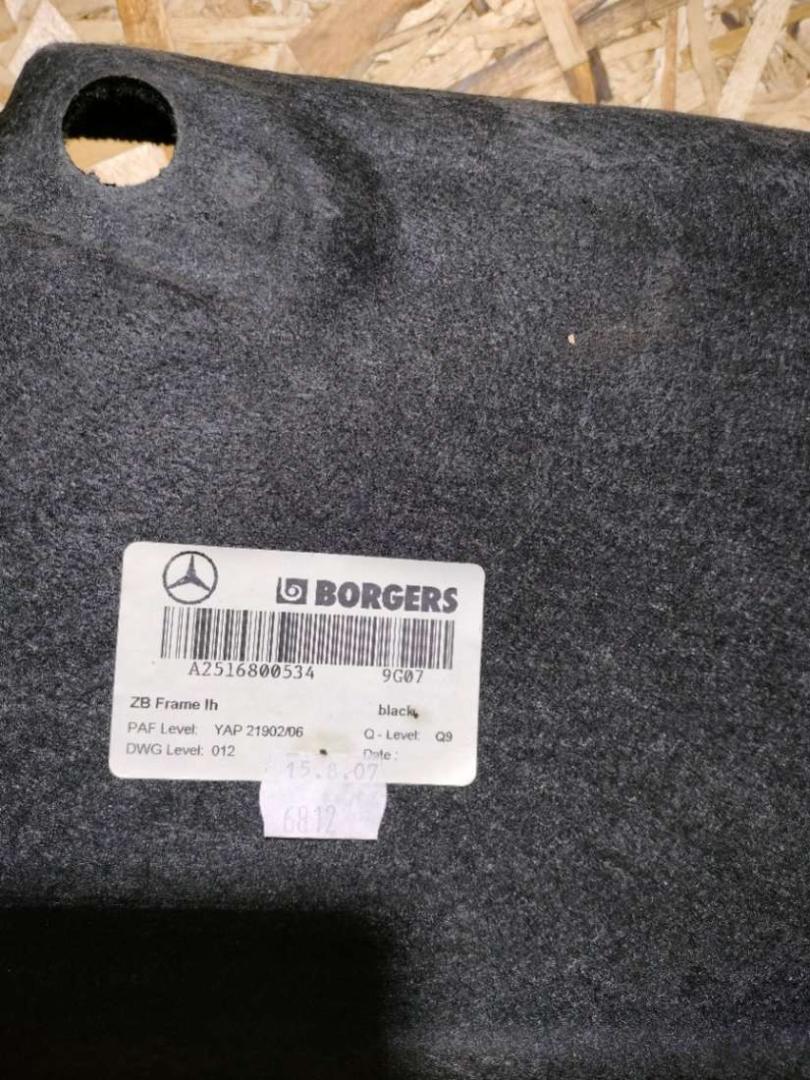 BORGERS
A2516800534 9G07
ZB Frame lh black
PAF Level: YAP 21902/06 Q - Level: Q9
DWG Level: 012 Date :
15.8.07
6812